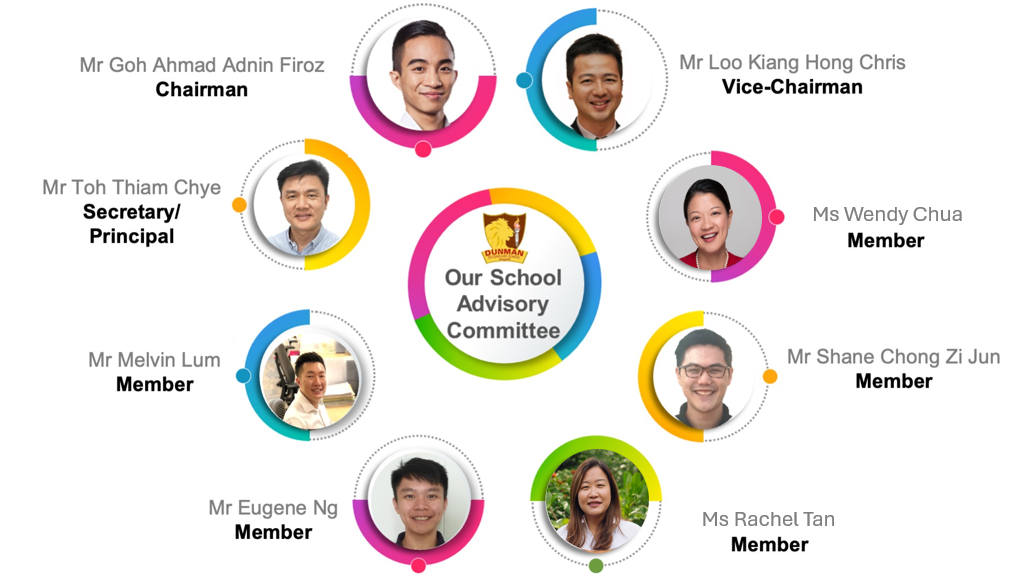 Mr Goh Ahmad Adnin Firoz
Chairman
Mr Loo Kiang Hong Chris
Vice-Chairman
Mr Toh Thiam Chye
Secretary/
Principal
Ms Wendy Chua
Member
DUNMAN
Our School
Advisory
Committee
Mr Melvin Lum
Member
Mr Shane Chong Zi Jun
Member
Mr Eugene Ng
Member
Ms Rachel Tan
Member